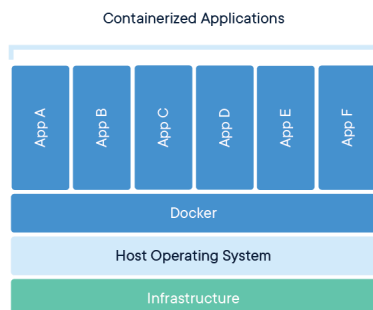 Containerized Applications
App A
App B
App C
App D
App E
App F
Docker
Host Operating System
Infrastructure